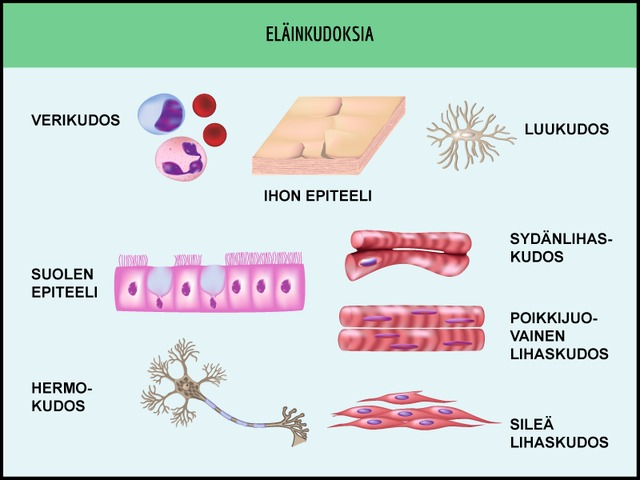 ELÄINKUDOKSIA
VERIKUDOS
LUUKUDOS
IHON EPITEELI
SYDÄNLIHAS-
KUDOS
SUOLEN
EPITEELI
POIKKIJUO-
VAINEN
LIHASKUDOS
HERMO-
KUDOS
SILEÄ
LIHASKUDOS